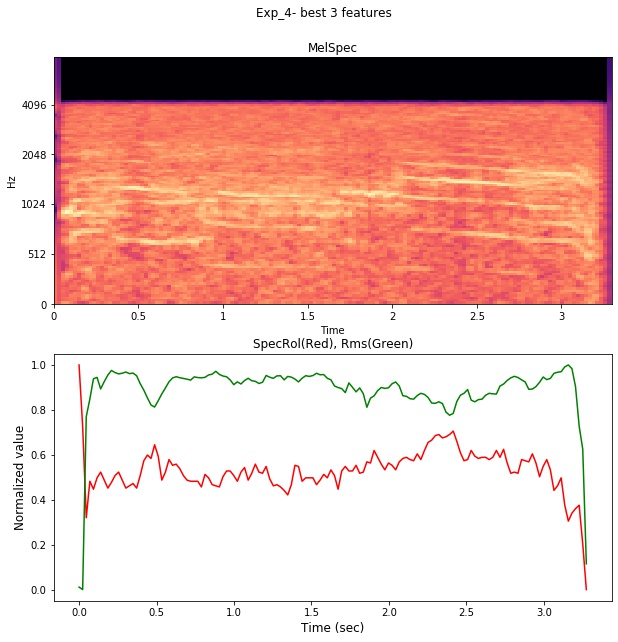 Exp_4- best 3 features
MelSpec
4096
2048
1024
512
0
Hz
0 0.5 1 1.5 2 2.5 3
Time
SpecRol(Red), Rms(Green)
1.0
0.8
0.6
0.4
0.2
0.0
Normalized value
0.0 0.5 1.0 1.5 2.0 2.5 3.0
Time (sec)